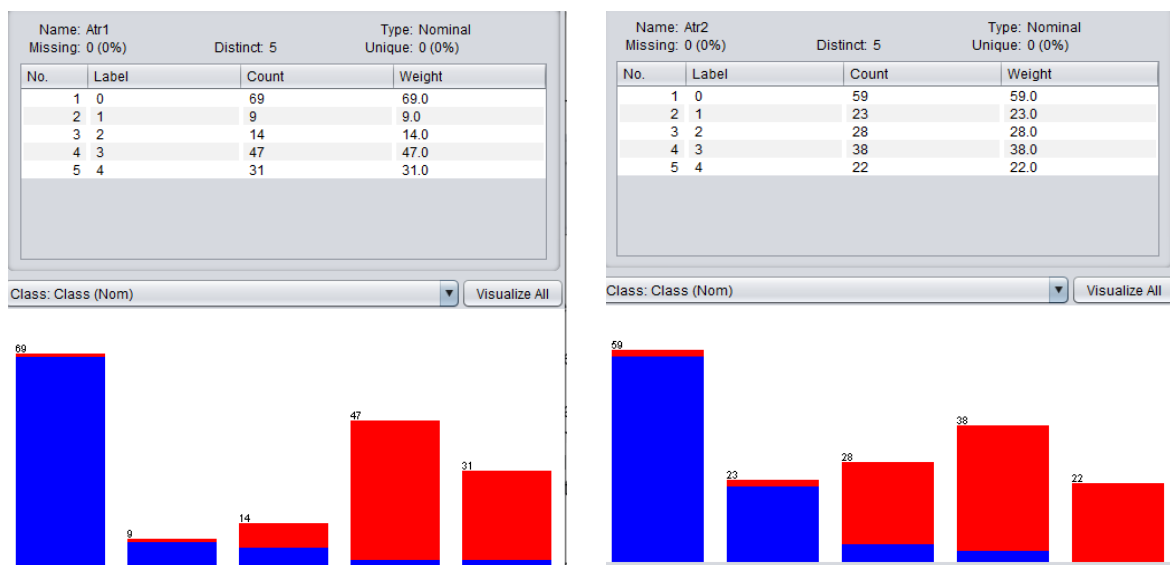 Name: Atr1 Type: Nominal
Missing: 0 (0%) Distinct: 5 Unique: 0 (0%)
No. Label Count Weight
1 0 69 69.0
2 1 9 9.0
3 2 14 14.0
4 3 47 47.0
5 4 31 31.0
Class: Class (Nom) Visualize All
69
9
14
47
31
Name: Atr2 Type: Nominal
Missing: 0 (0%) Distinct: 5 Unique: 0 (0%)
No. Label Count Weight
1 0 59 59.0
2 1 23 23.0
3 2 28 28.0
4 3 38 38.0
5 4 22 22.0
Class: Class (Nom) Visualize All
59
23
28
38
22